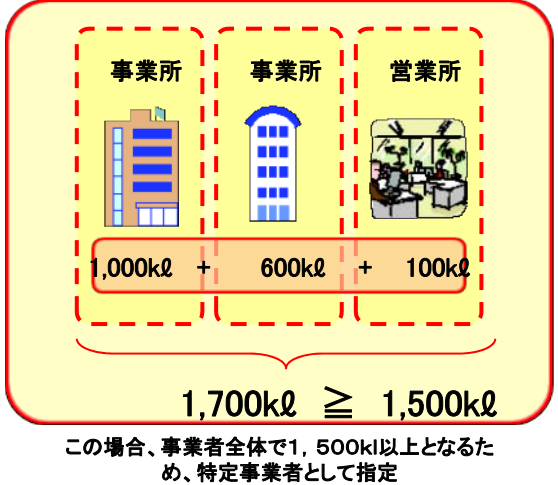 事業所 事業所 営業所
1,000kℓ + 600kℓ + 100kℓ
1,700kℓ ≧ 1,500kℓ
この場合、事業者全体で1，500kl以上となるた
め、特定事業者として指定